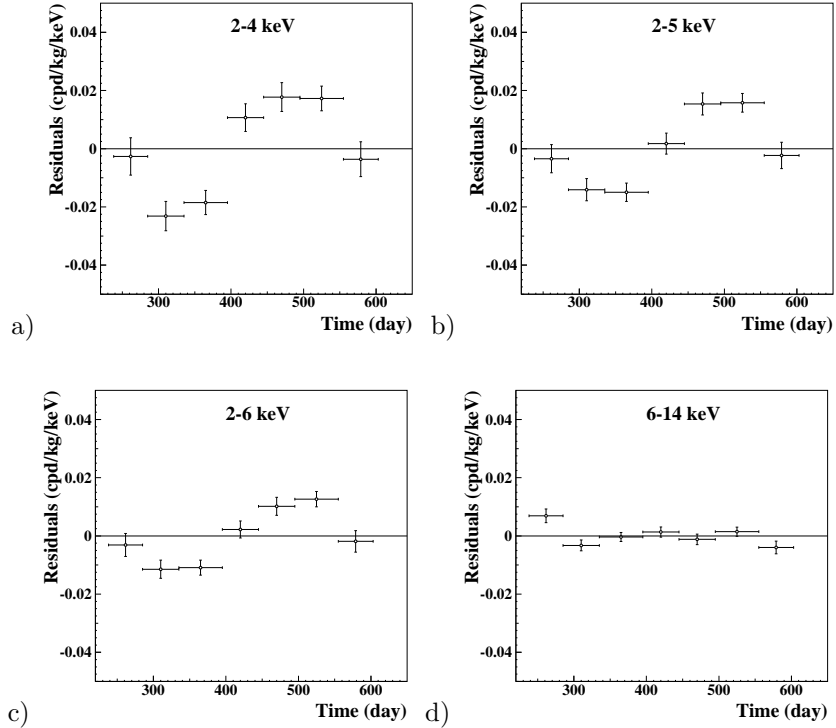 2-4 keV
Residuals (cpd/kg/keV)
0.04
0.02
0
-0.02
-0.04
300
400
500
600
Time (day)
a)
2-5 keV
Residuals (cpd/kg/keV)
0.04
0.02
0
-0.02
-0.04
300
400
500
600
Time (day)
b)
2-6 keV
Residuals (cpd/kg/keV)
0.04
0.02
0
-0.02
-0.04
300
400
500
600
Time (day)
c)
6-14 keV
Residuals (cpd/kg/keV)
0.04
0.02
0
-0.02
-0.04
300
400
500
600
Time (day)
d)